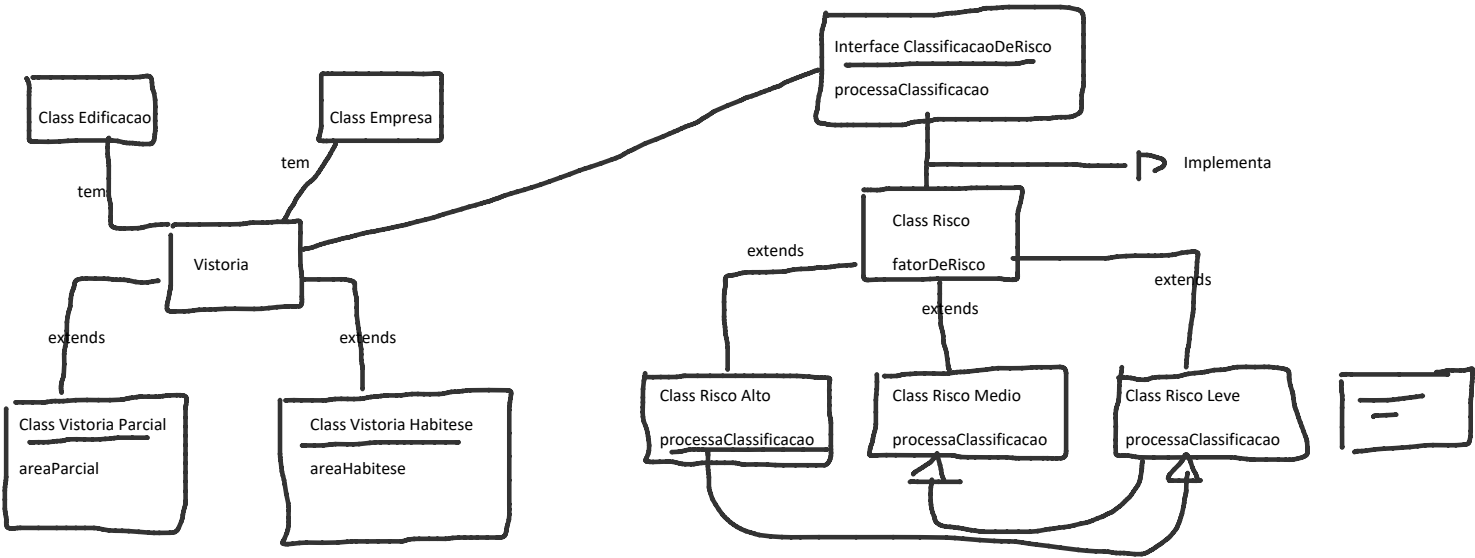 Interface ClassificacaoDeRisco
processaClassificacao
Class Edificacao
Class Empresa
tem
tem
Implementa
Class Risco
fatorDeRisco
Vistoria
extends
extends
extends
extends
extends
Class Vistoria Parcial
areaParcial
Class Vistoria Habitese
areaHabitese
Class Risco Alto
processaClassificacao
Class Risco Medio
processaClassificacao
Class Risco Leve
processaClassificacao